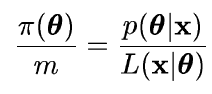 π(θ)/m = p(θ|x)/L(x|θ)